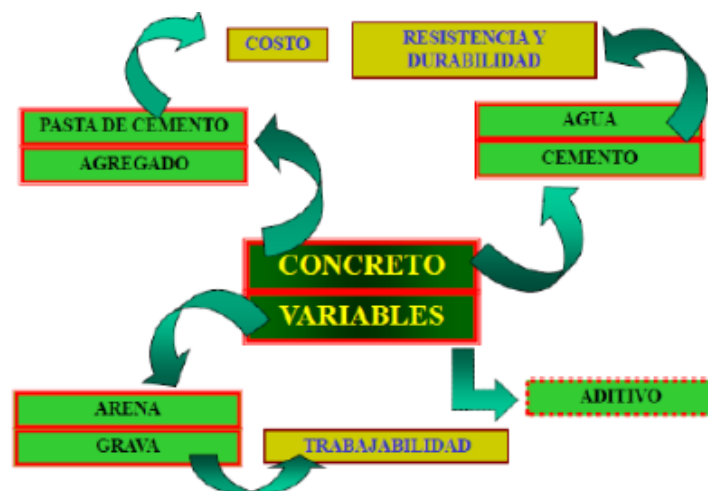 COSTO
RESISTENCIA Y
DURABILIDAD
PASTA DE CEMENTO
AGREGADO
AGUA
CEMENTO
CONCRETO
VARIABLES
ARENA
GRAVA
TRABAJABILIDAD
ADITIVO